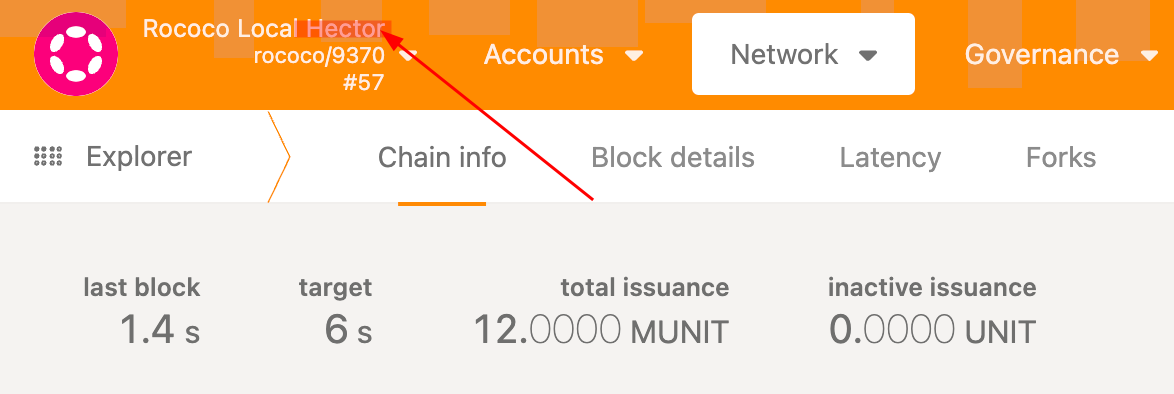 Rococo Local Hector
rococo/9370
#57
Accounts
Network
Governance
Explorer
Chain info
Block details
Latency
Forks
last block
1.4 s
target
6 s
total issuance
12.0000 MUNIT
inactive issuance
0.0000 UNIT